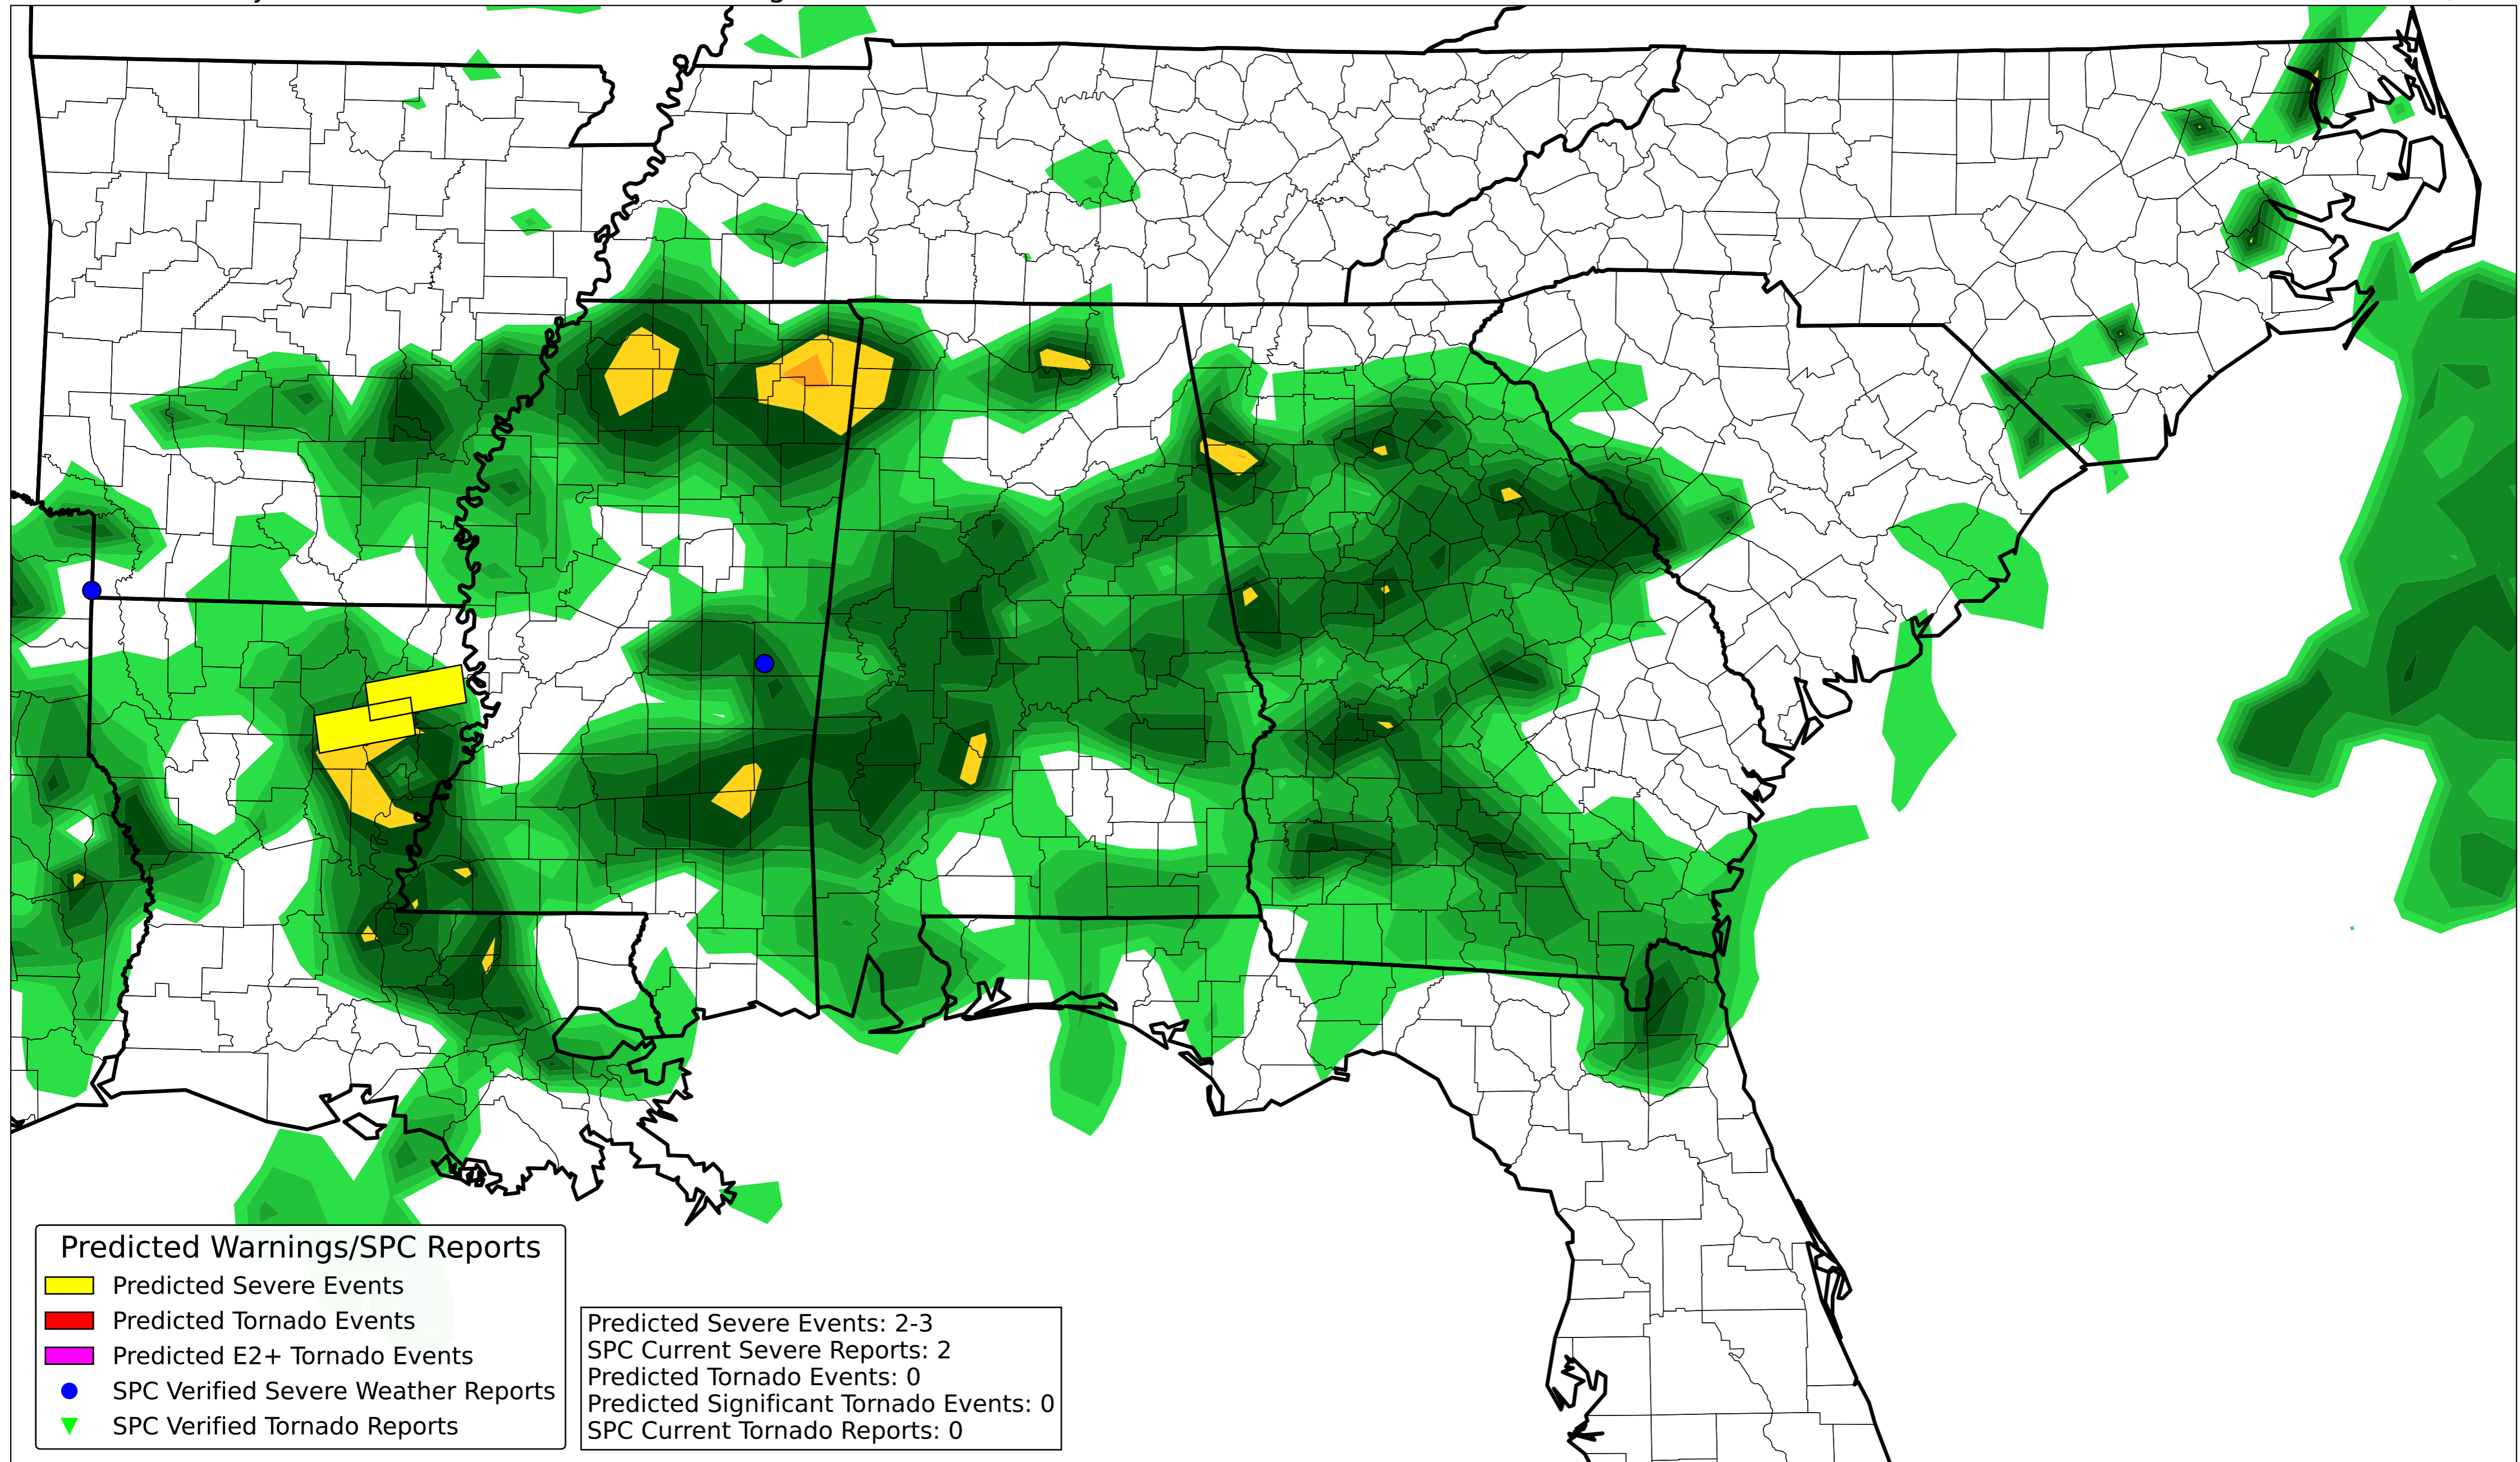 Predicted Warnings/SPC Reports
Predicted Severe Events
Predicted Tornado Events
Predicted E2+ Tornado Events
SPC Verified Severe Weather Reports
SPC Verified Tornado Reports
Predicted Severe Events: 2-3
SPC Current Severe Reports: 2
Predicted Tornado Events: 0
Predicted Significant Tornado Events: 0
SPC Current Tornado Reports: 0